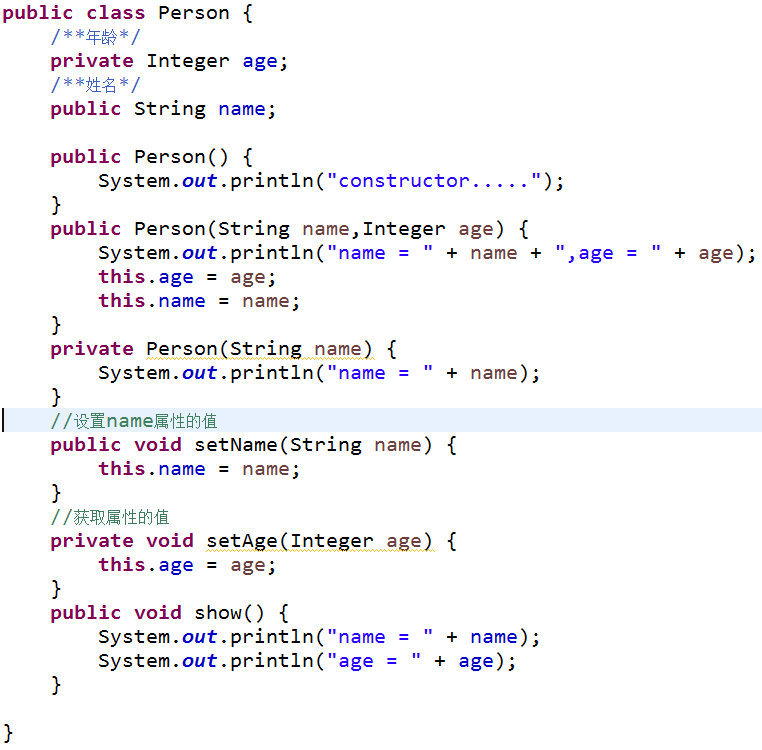 public class Person {
    /**年龄*/
    private Integer age;
    /**姓名*/
    public String name;

    public Person() {
        System.out.println("constructor.....");
    }
    public Person(String name,Integer age) {
        System.out.println("name = " + name + ",age = " + age);
        this.age = age;
        this.name = name;
    }
    private Person(String name) {
        System.out.println("name = " + name);
    }
    //设置name属性的值
    public void setName(String name) {
        this.name = name;
    }
    //获取属性的值
    private void setAge(Integer age) {
        this.age = age;
    }
    public void show() {
        System.out.println("name = " + name);
        System.out.println("age = " + age);
    }

}